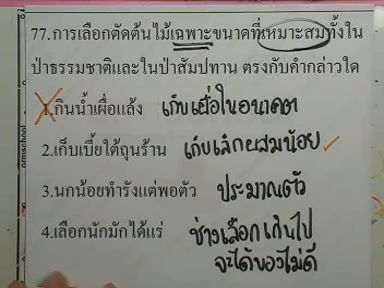 77.การเลือกตัดต้นไม้เฉพาะขนาดที่เหมาะสมทั้งใน
ป่าธรรมชาติและในป่าสัมปทาน ตรงกับคำกล่าวใด
1.กินน้ำเผื่อแล้ง เก็บเผื่อในอนาคต
2.เก็บเบี้ยใต้ถุนร้าน เก็บเล็กผสมน้อย
3.นกน้อยทำรังแต่พอตัว ประมาณตัว
4.เลือกนักมักได้แร่ ช่างเลือกเกินไป
จะได้ของไม่ดี